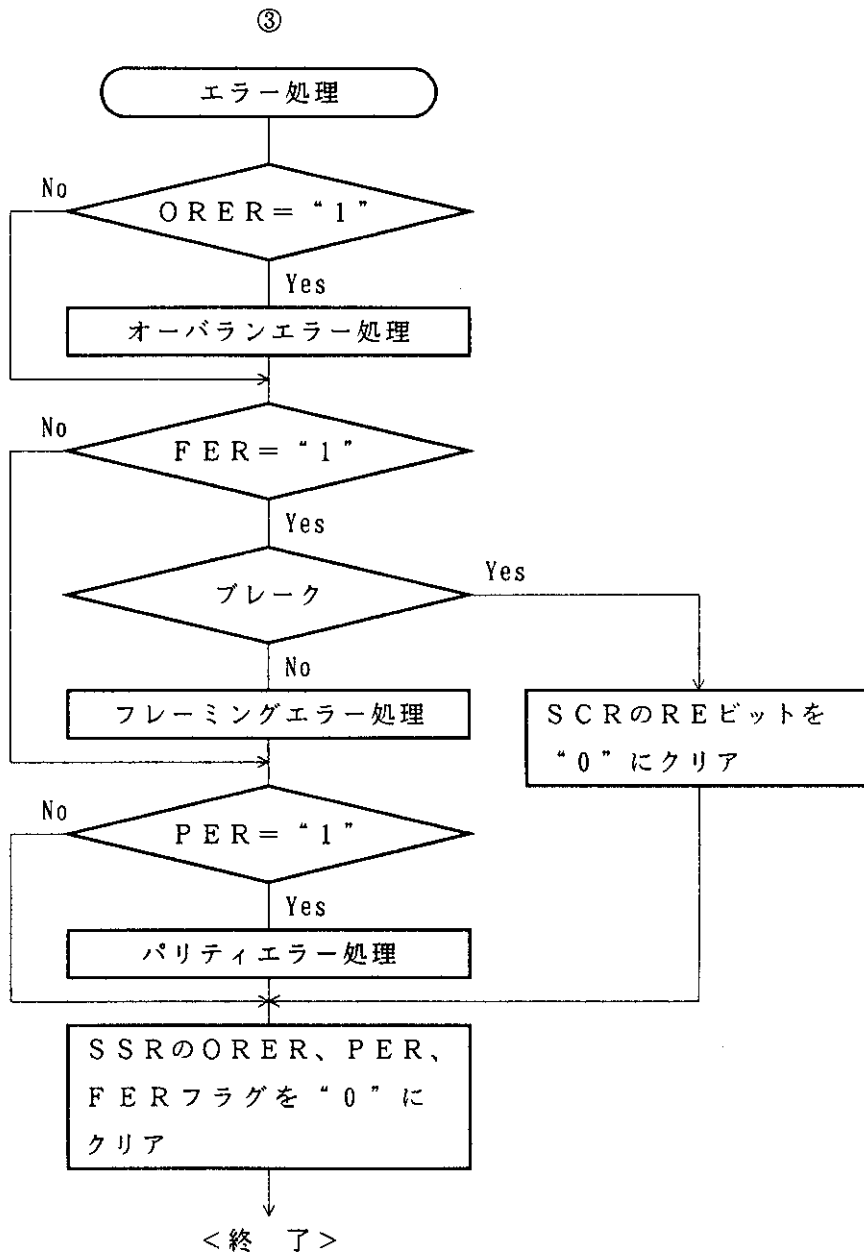 ③
エラー処理
No
ORER=“1”
Yes
オーバランエラー処理
No
FER=“1”
Yes
ブレーク
Yes
No
フレーミングエラー処理
SCRのREビットを
“0”にクリア
No
PER=“1”
Yes
パリティエラー処理
SSRのORER、PER、
FERフラグを“0”に
クリア
<終 了>